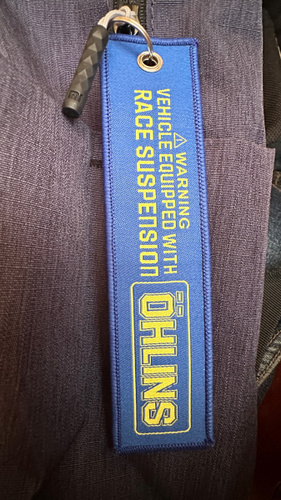 ⚠ WARNING
VEHICLE EQUIPPED WITH
RACE SUSPENSION
ÖHLINS